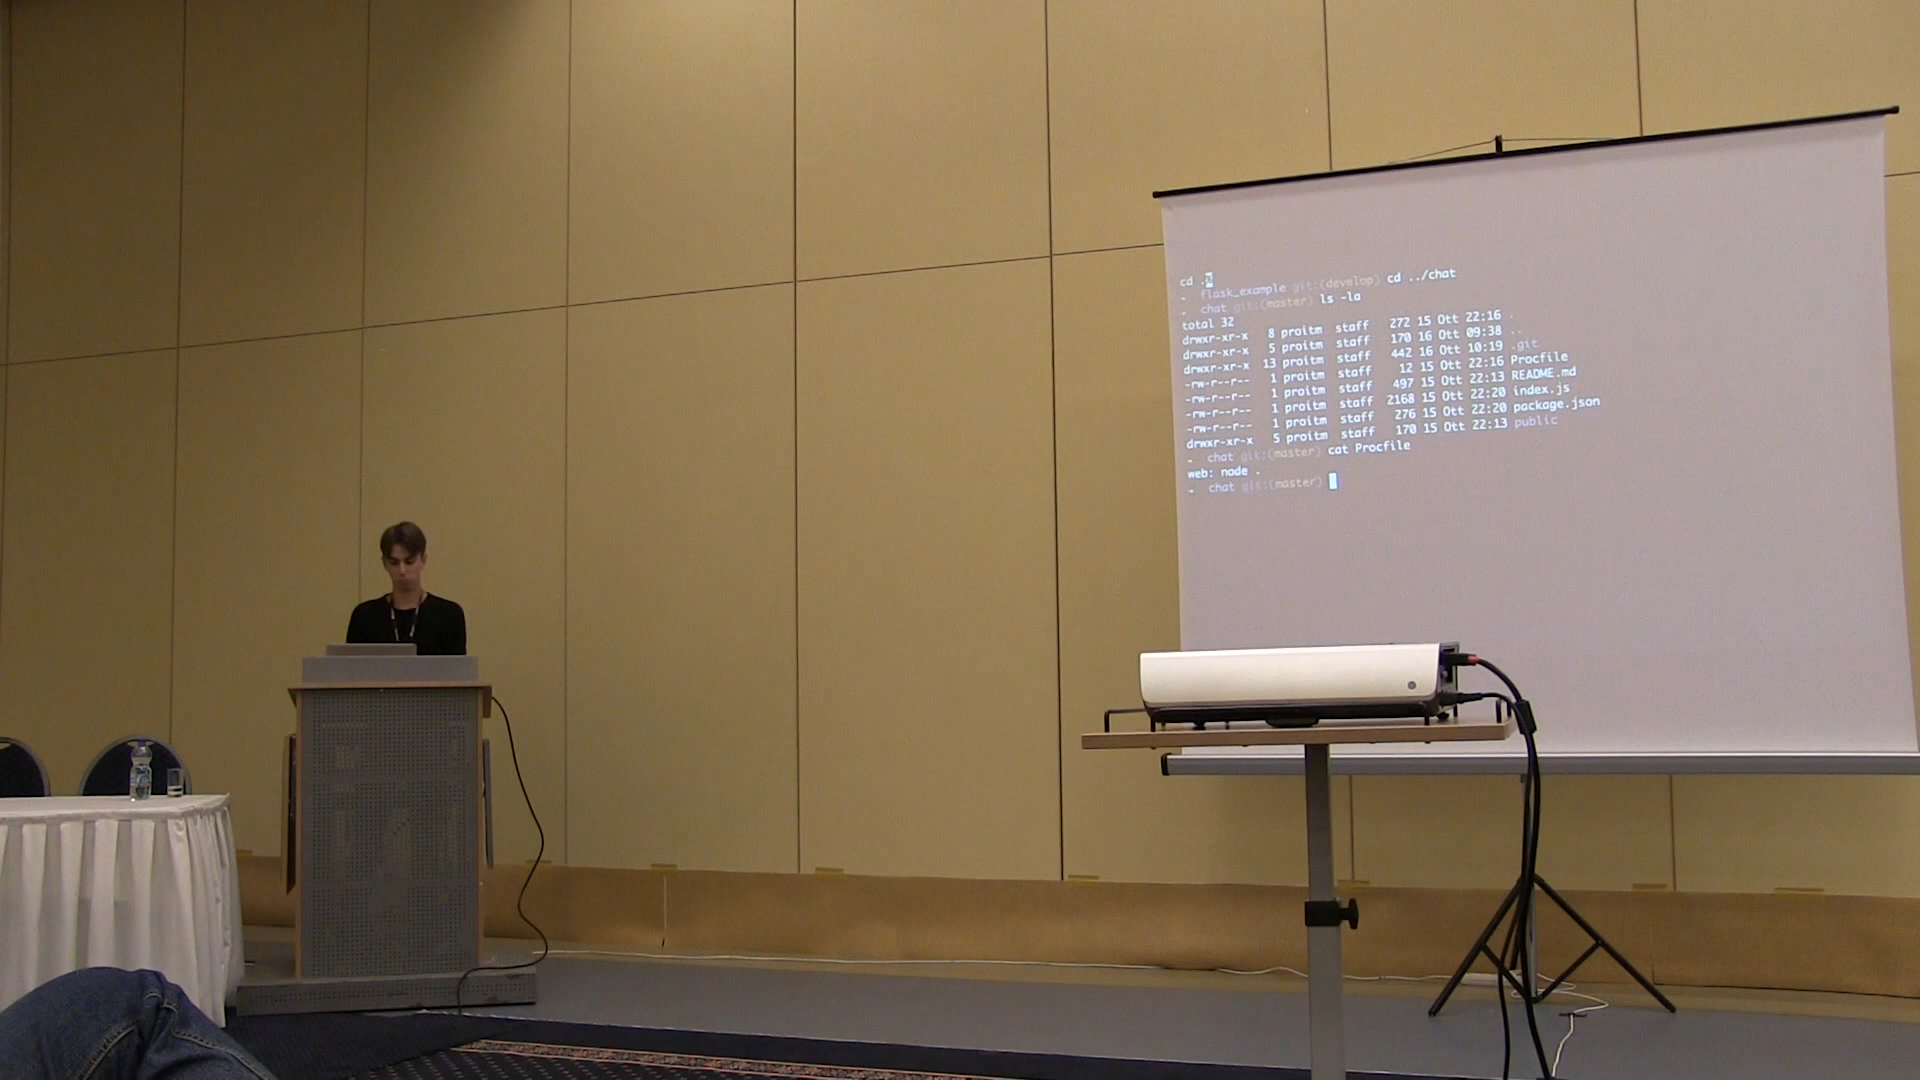 cd ..
→ flask_example git:(develop) cd ../chat
→ chat git:(master) ls -la
total 32
drwxr-xr-x 8 proitm staff 272 15 Ott 22:16 .
drwxr-xr-x 5 proitm staff 170 16 Ott 09:38 ..
drwxr-xr-x 13 proitm staff 442 16 Ott 10:19 .git
-rw-r--r-- 1 proitm staff 12 15 Ott 22:16 Procfile
-rw-r--r-- 1 proitm staff 497 15 Ott 22:13 README.md
-rw-r--r-- 1 proitm staff 2168 15 Ott 22:20 index.js
-rw-r--r-- 1 proitm staff 276 15 Ott 22:20 package.json
drwxr-xr-x 5 proitm staff 170 15 Ott 22:13 public
→ chat git:(master) cat Procfile
web: node .
→ chat git:(master)